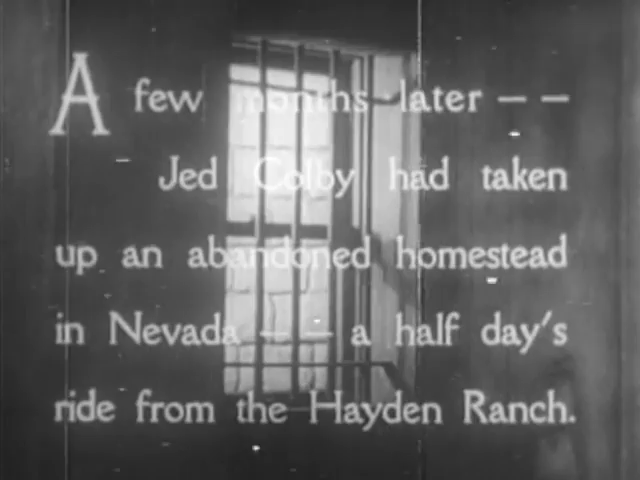 A few months later — —
Jed Colby had taken
up an abandoned homestead
in Nevada — — a half day's
ride from the Hayden Ranch.